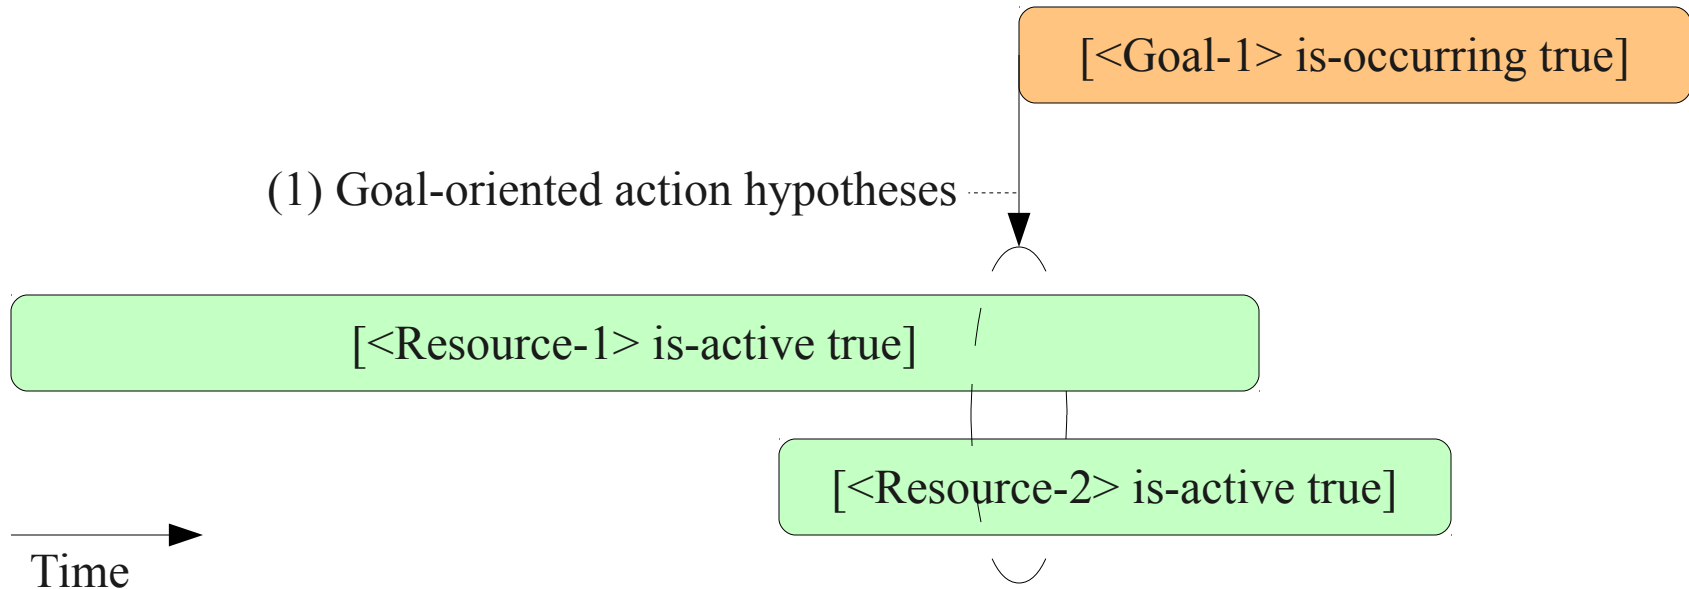 [<Goal-1> is-occurring true]
(1) Goal-oriented action hypotheses
[<Resource-1> is-active true]
[<Resource-2> is-active true]
Time